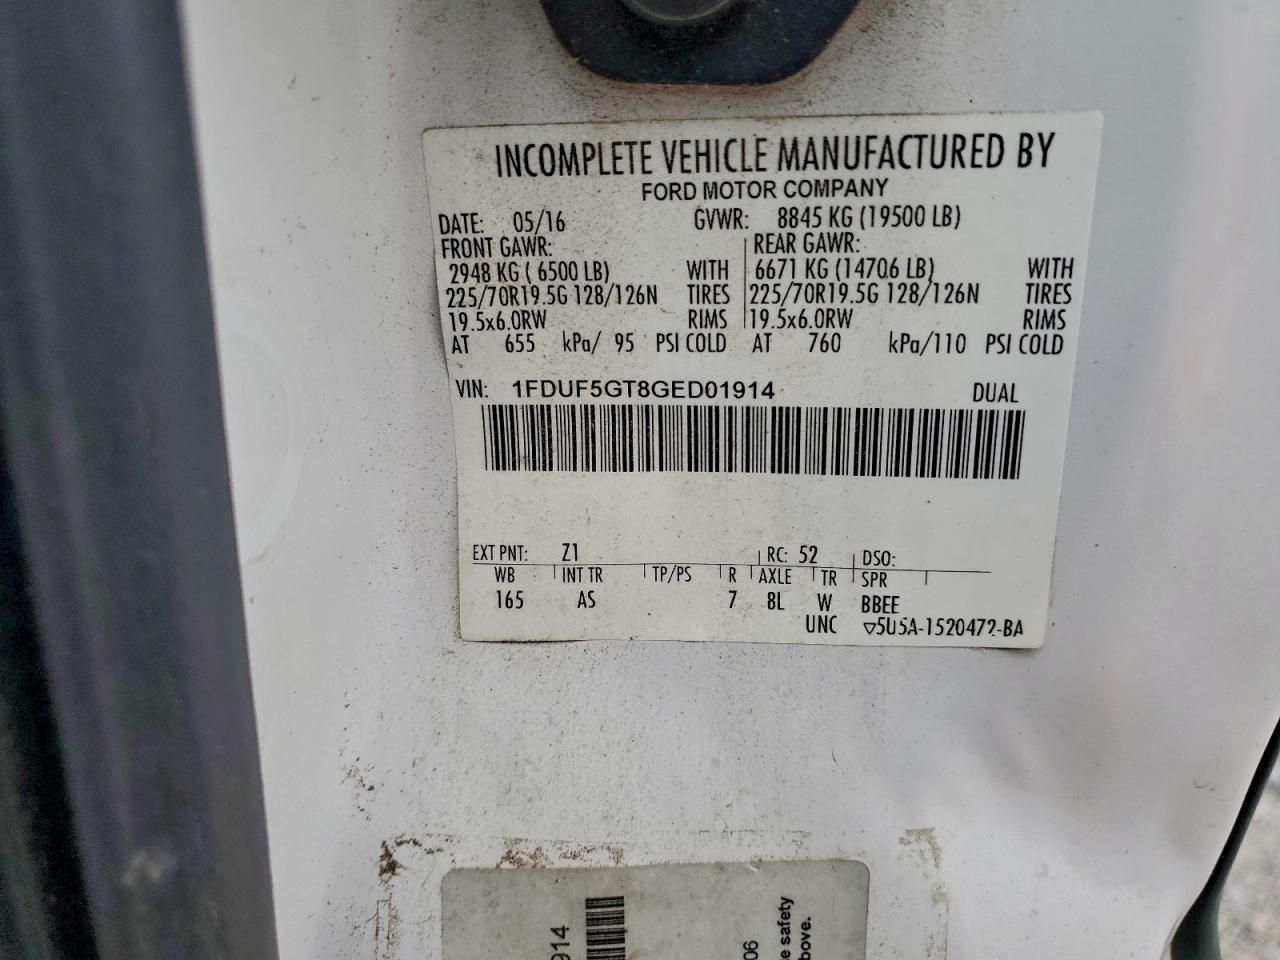 INCOMPLETE VEHICLE MANUFACTURED BY
FORD MOTOR COMPANY
DATE: 05/16 GVWR: 8845 KG (19500 LB)
FRONT GAWR: REAR GAWR:
2948 KG ( 6500 LB) WITH 6671 KG (14706 LB) WITH
225/70R19.5G 128/126N TIRES 225/70R19.5G 128/126N TIRES
19.5x6.0RW RIMS 19.5x6.0RW RIMS
AT 655 kPa/ 95 PSI COLD AT 760 kPa/110 PSI COLD
VIN: 1FDUF5GT8GED01914 DUAL
EXT PNT: Z1 RC: 52 DSO:
WB INT TR TP/PS R AXLE TR SPR
165 AS 7 8L W BBEE
UNC ▽5U5A-1520472-BA
914
06
e safety
bove.